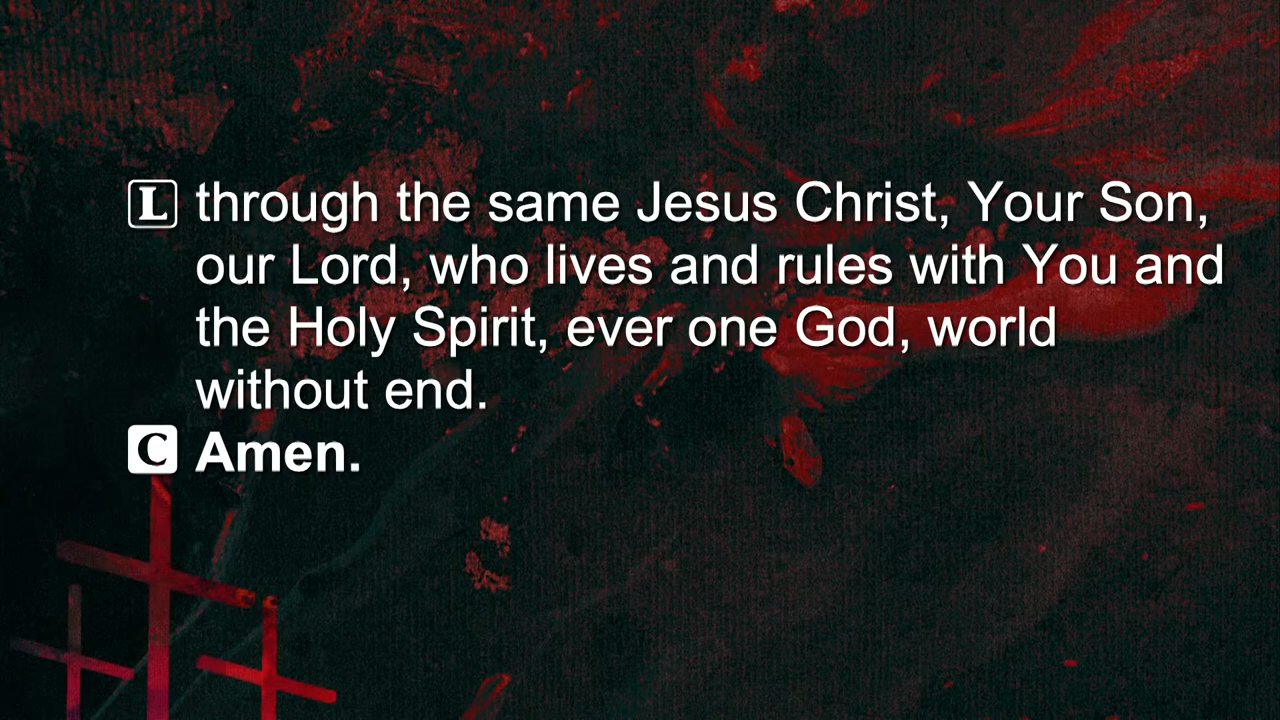 L through the same Jesus Christ, Your Son,
our Lord, who lives and rules with You and
the Holy Spirit, ever one God, world
without end.
C Amen.